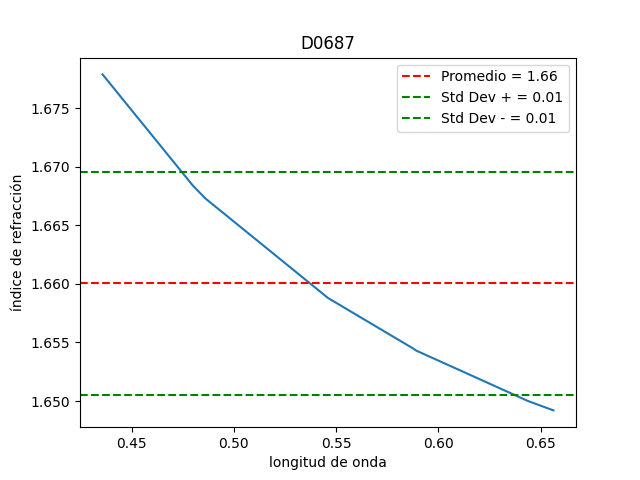 D0687
Promedio = 1.66
Std Dev + = 0.01
Std Dev - = 0.01
índice de refracción
1.675
1.670
1.665
1.660
1.655
1.650
0.45 0.50 0.55 0.60 0.65
longitud de onda